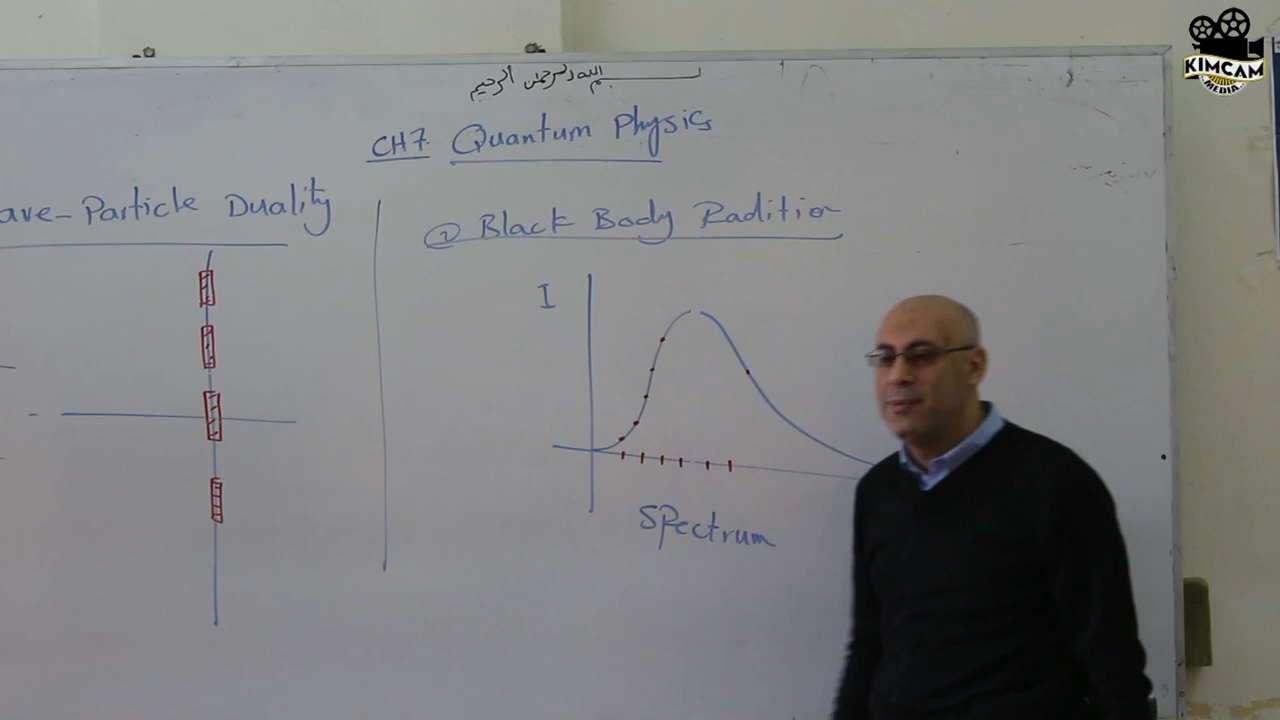 بسم الله الرحمن الرحيم
CH7. Quantum Physics
ave-Particle Duality
② Black Body Radition
I
Spectrum
KIMCAM
MEDIA